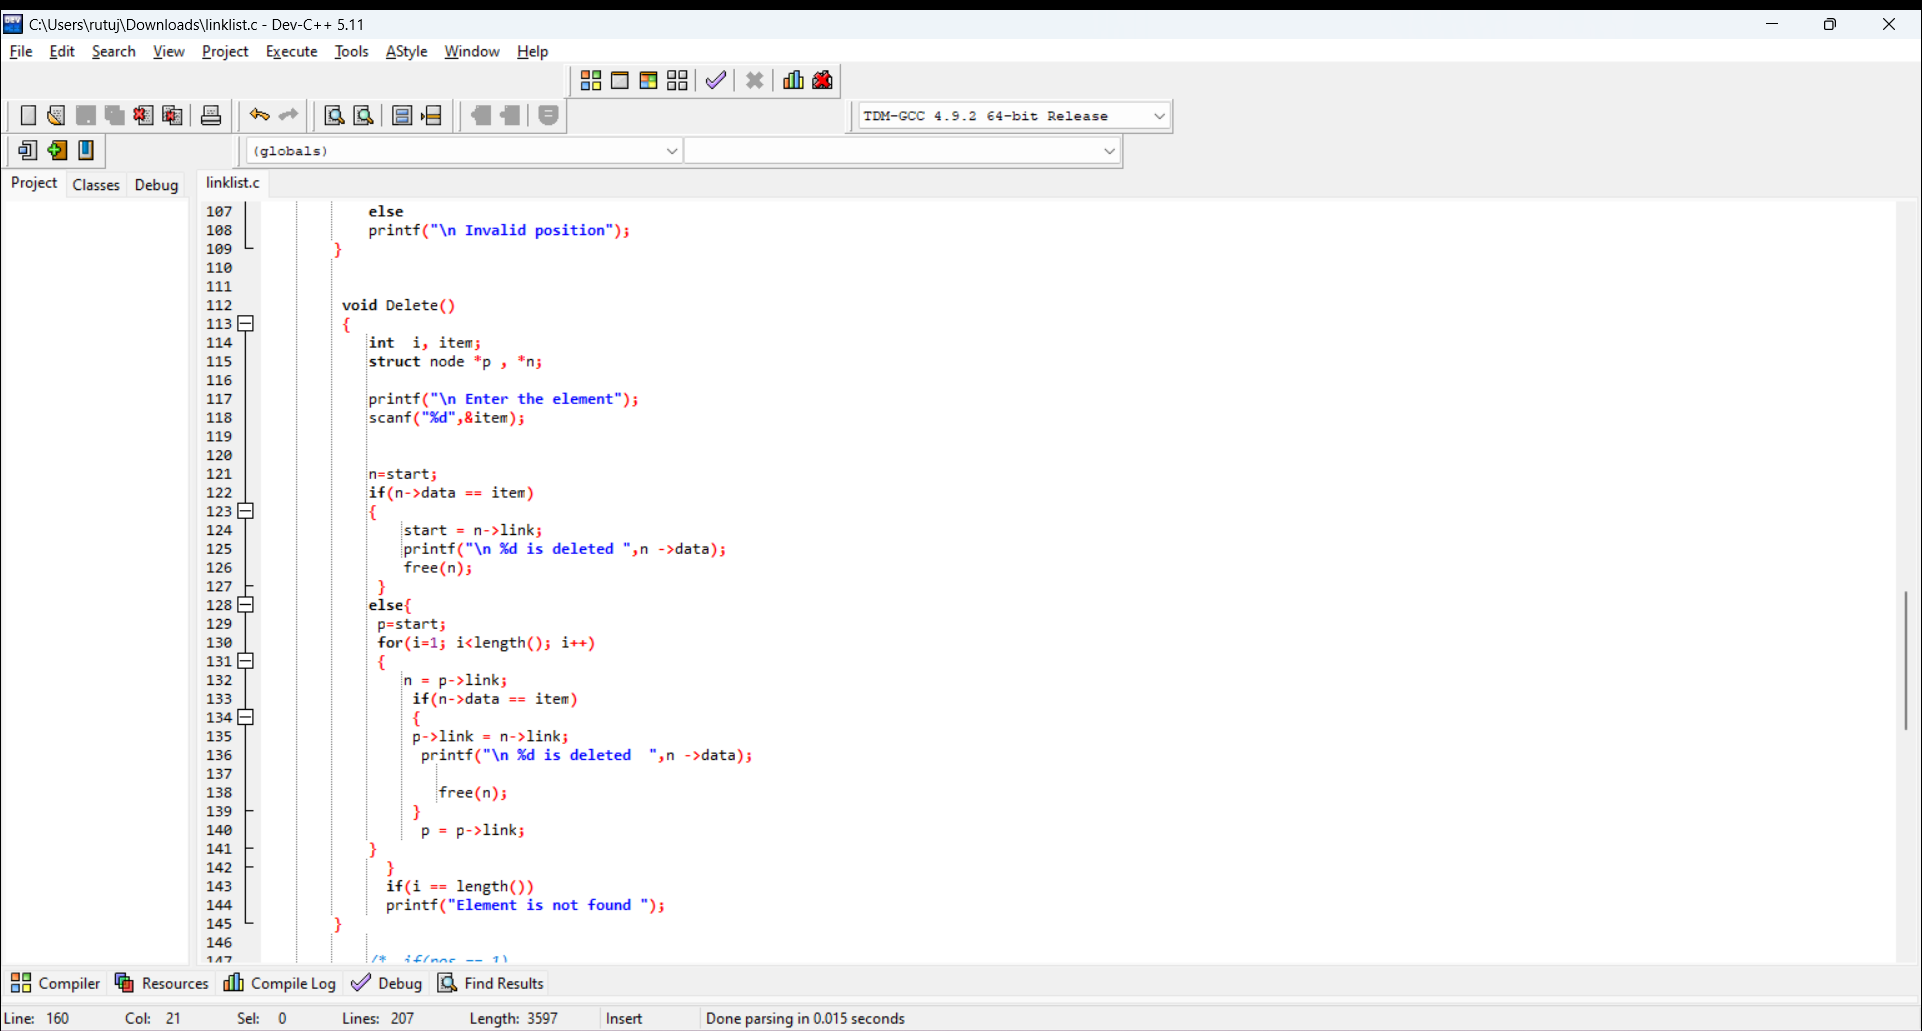 C:\Users\rutuj\Downloads\linklist.c - Dev-C++ 5.11
File Edit Search View Project Execute Tools AStyle Window Help
TDM-GCC 4.9.2 64-bit Release
(globals)
Project Classes Debug linklist.c
107 else
108 printf("\n Invalid position");
109 }
110
111
112 void Delete()
113 {
114 int  i, item;
115 struct node *p , *n;
116
117 printf("\n Enter the element");
118 scanf("%d",&item);
119
120
121 n=start;
122 if(n->data == item)
123 {
124 start = n->link;
125 printf("\n %d is deleted ",n ->data);
126 free(n);
127 }
128 else{
129 p=start;
130 for(i=1; i<length(); i++)
131 {
132 n = p->link;
133 if(n->data == item)
134 {
135 p->link = n->link;
136 printf("\n %d is deleted  ",n ->data);
137
138 free(n);
139 }
140 p = p->link;
141 }
142 }
143 if(i == length())
144 printf("Element is not found ");
145 }
146
147 /*  if(pos == 1)
Compiler Resources Compile Log Debug Find Results
Line: 160 Col: 21 Sel: 0 Lines: 207 Length: 3597 Insert Done parsing in 0.015 seconds